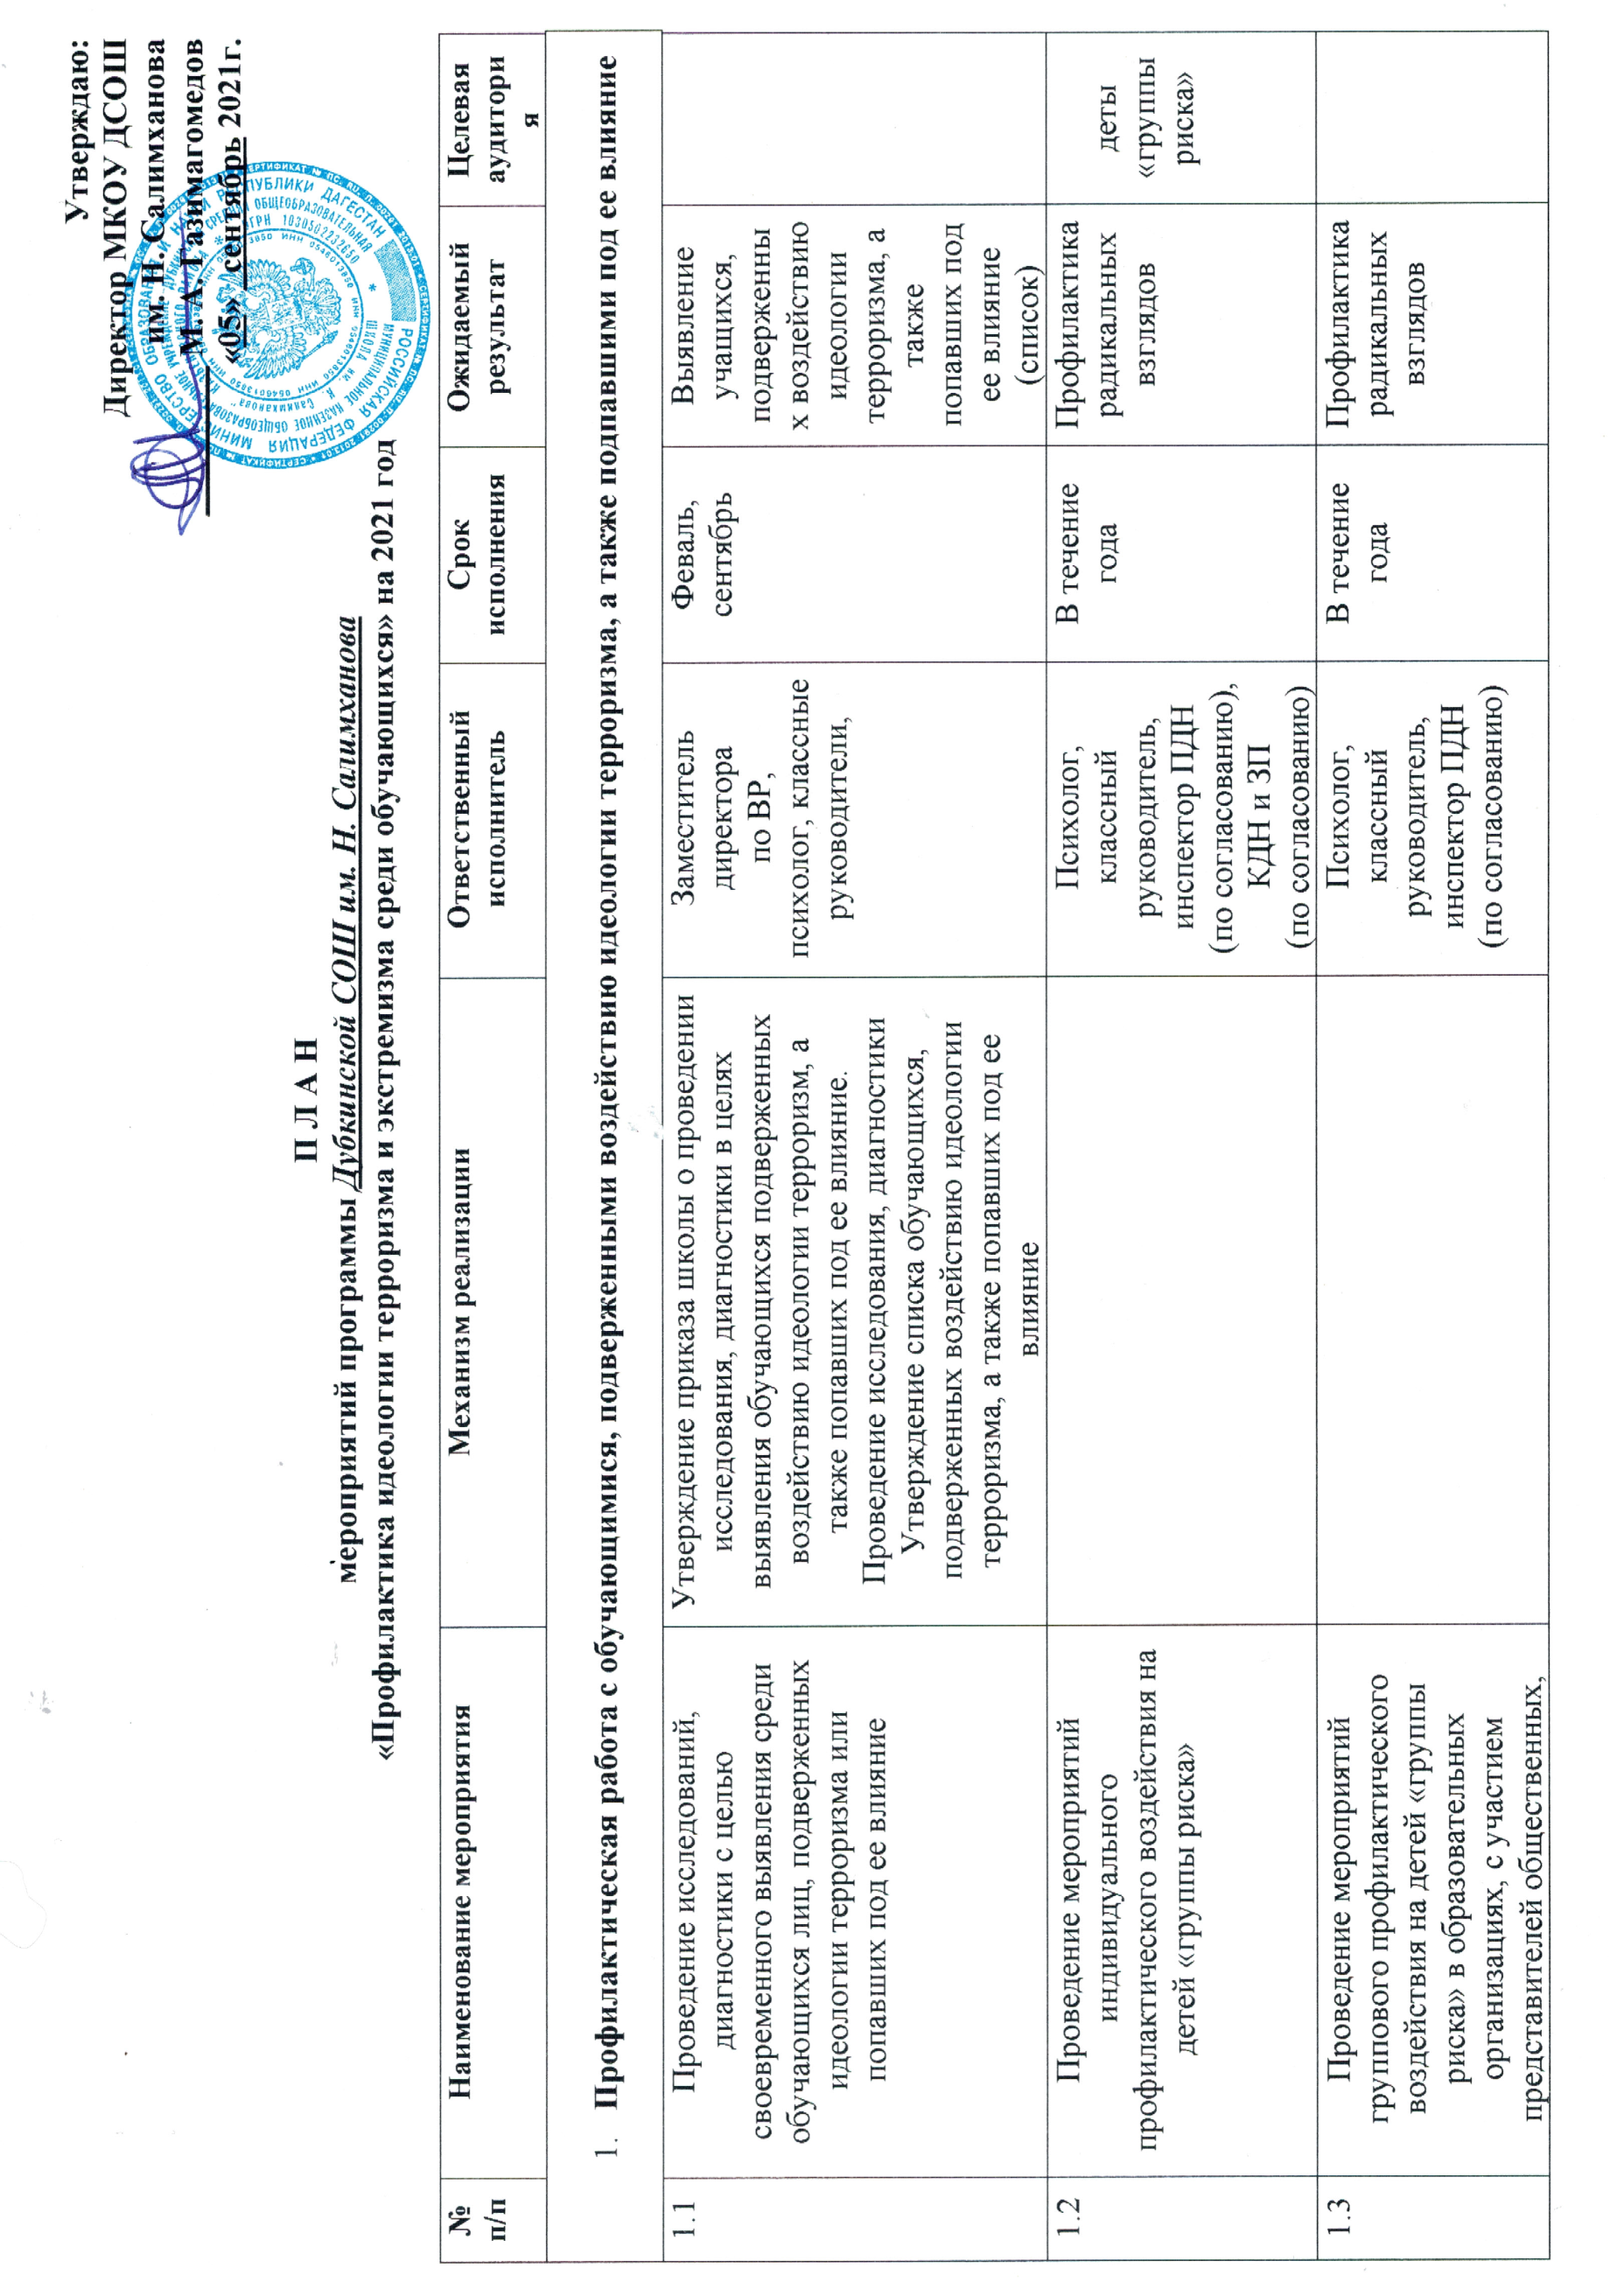 Утверждаю:
Директор МКОУ ДСОШ
им. Н. Салимханова
М. А. Газимагомедов
«05» сентябрь 2021г.
П Л А Н
мероприятий программы Дубкинской СОШ им. Н. Салимханова
«Профилактика идеологии терроризма и экстремизма среди обучающихся» на 2021 год
№
п/п
Наименование мероприятия
Механизм реализации
Ответственный
исполнитель
Срок
исполнения
Ожидаемый
результат
Целевая
аудитори
я
1. Профилактическая работа с обучающимися, подверженными воздействию идеологии терроризма, а также подпавшими под ее влияние
1.1
Проведение исследований,
диагностики с целью
своевременного выявления среди
обучающихся лиц, подверженных
идеологии терроризма или
попавших под ее влияние
Утверждение приказа школы о проведении
исследования, диагностики в целях
выявления обучающихся подверженных
воздействию идеологии терроризм, а
также попавших под ее влияние.
Проведение исследования, диагностики
Утверждение списка обучающихся,
подверженных воздействию идеологии
терроризма, а также попавших под ее
влияние
Заместитель
директора
по ВР,
психолог, классные
руководители,
Феваль,
сентябрь
Выявление
учащихся,
подверженны
х воздействию
идеологии
терроризма, а
также
попавших под
ее влияние
(список)
1.2
Проведение мероприятий
индивидуального
профилактического воздействия на
детей «группы риска»
Психолог,
классный
руководитель,
инспектор ПДН
(по согласованию),
КДН и ЗП
(по согласованию)
В течение
года
Профилактика
радикальных
взглядов
дети
«группы
риска»
1.3
Проведение мероприятий
группового профилактического
воздействия на детей «группы
риска» в образовательных
организациях, с участием
представителей общественных,
Психолог,
классный
руководитель,
инспектор ПДН
(по согласованию)
В течение
года
Профилактика
радикальных
взглядов
РОССИЙСКАЯ ФЕДЕРАЦИЯ
РЕСПУБЛИКИ ДАГЕСТАН
ОГРН 1030502232650